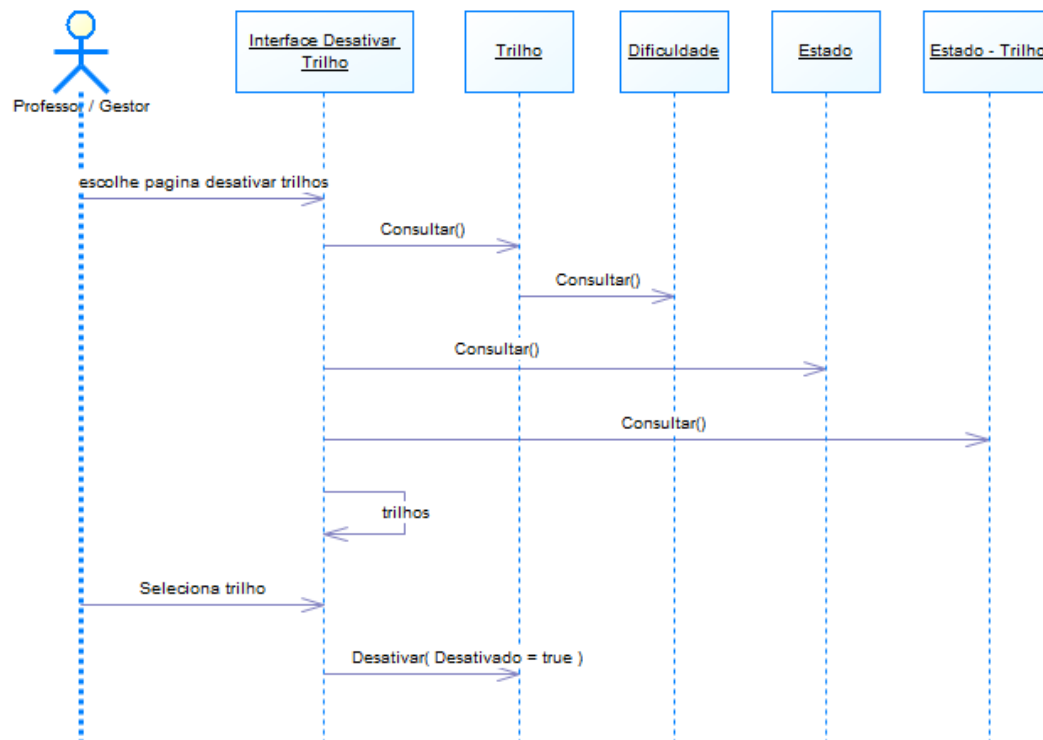 Professor / Gestor
Interface Desativar
Trilho
Trilho
Dificuldade
Estado
Estado - Trilho
escolhe pagina desativar trilhos
Consultar()
Consultar()
Consultar()
Consultar()
trilhos
Seleciona trilho
Desativar( Desativado = true )